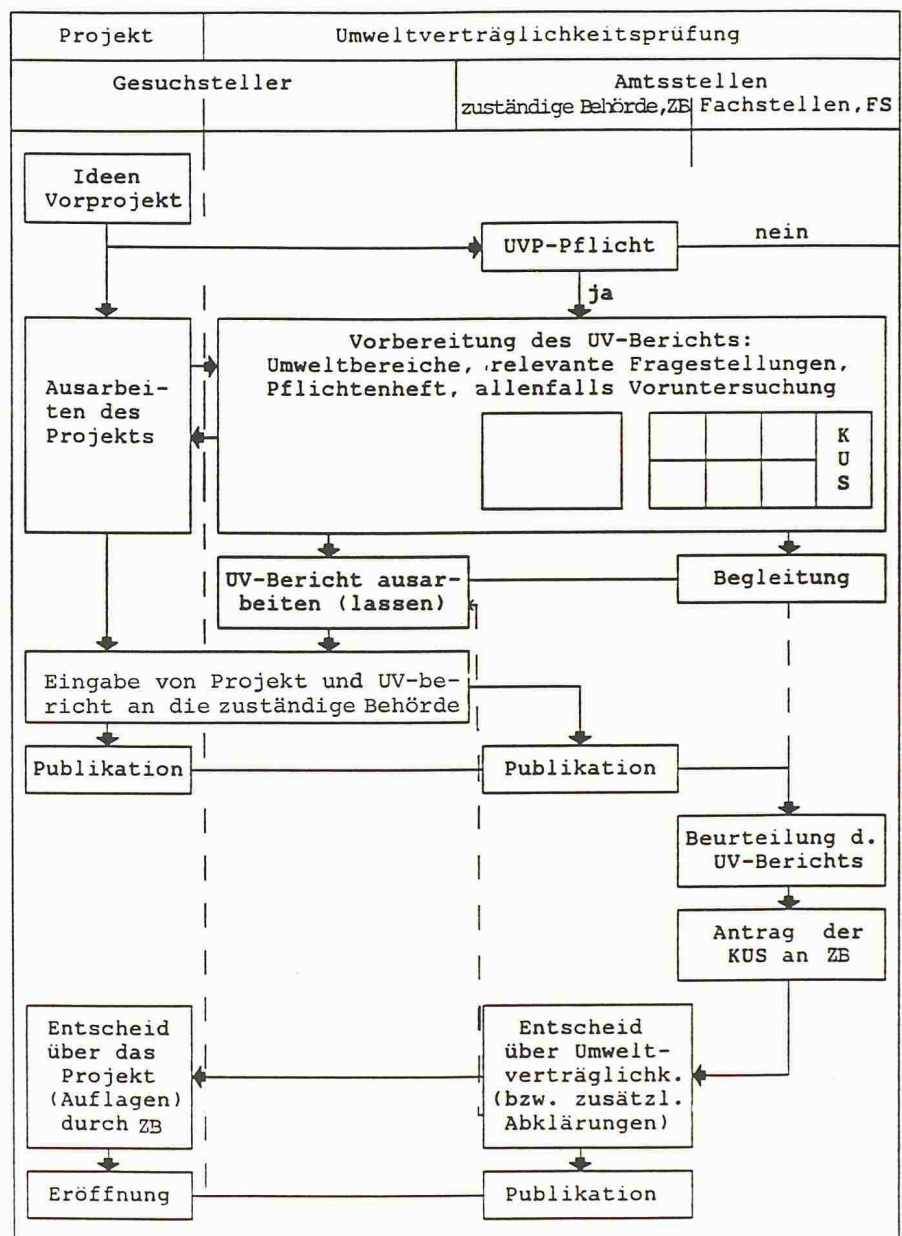 Projekt
Umweltverträglichkeitsprüfung
Gesuchsteller
Amtsstellen
zuständige Behörde,ZB
Fachstellen,FS
Ideen
Vorprojekt
UVP-Pflicht
nein
ja
Ausarbei-
ten des
Projekts
Vorbereitung des UV-Berichts:
Umweltbereiche, relevante Fragestellungen,
Pflichtenheft, allenfalls Voruntersuchung
K
U
S
UV-Bericht ausar-
beiten (lassen)
Begleitung
Eingabe von Projekt und UV-be-
richt an die zuständige Behörde
Publikation
Publikation
Beurteilung d.
UV-Berichts
Antrag der
KUS an ZB
Entscheid
über das
Projekt
(Auflagen)
durch ZB
Entscheid
über Umwelt-
verträglichk.
(bzw. zusätzl.
Abklärungen)
Eröffnung
Publikation